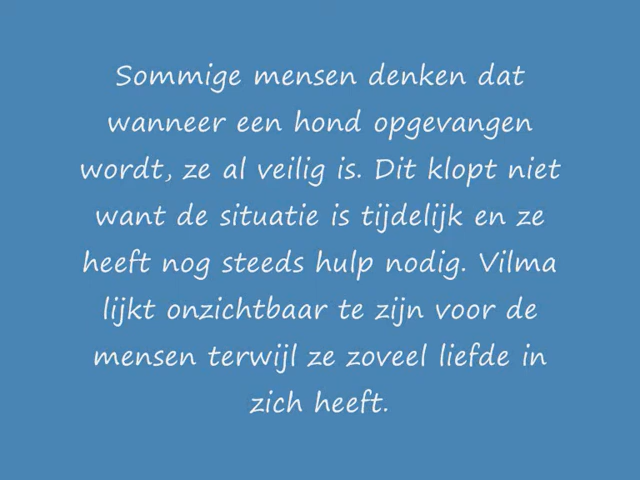 Sommige mensen denken dat
wanneer een hond opgevangen
wordt, ze al veilig is. Dit klopt niet
want de situatie is tijdelijk en ze
heeft nog steeds hulp nodig. Vilma
lijkt onzichtbaar te zijn voor de
mensen terwijl ze zoveel liefde in
zich heeft.